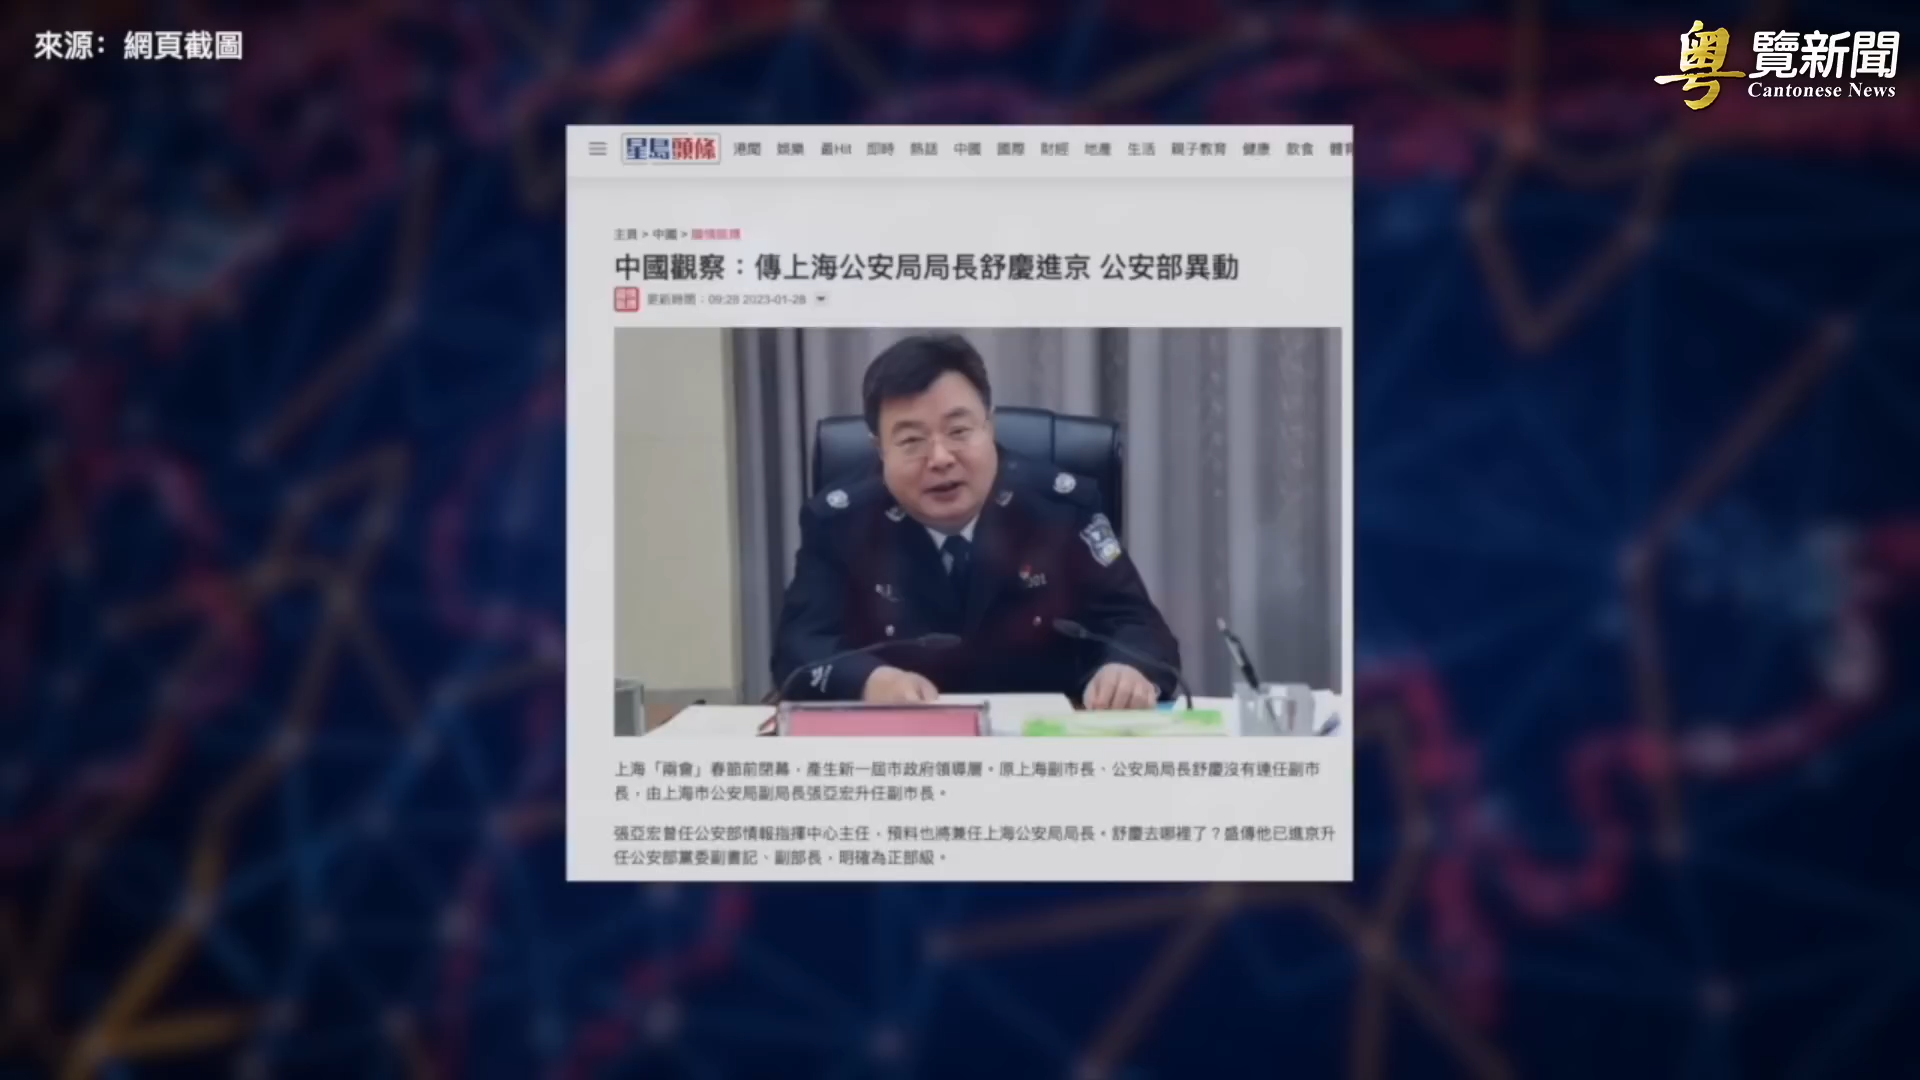 來源：網頁截圖
粵覽新聞
Cantonese News
星島頭條 港聞 娛樂 最Hit 即時 熱話 中國 國際 財經 地產 生活 親子教育 健康 飲食 體育
主頁 > 中國 >
中國觀察：傳上海公安局局長舒慶進京 公安部異動
更新時間：09:28 2023-01-28
上海「兩會」春節前閉幕，產生新一屆市政府領導層。原上海副市長、公安局局長舒慶沒有連任副市
長，由上海市公安局副局長張亞宏升任副市長。
張亞宏曾任公安部情報指揮中心主任，預料也將兼任上海公安局局長。舒慶去哪裡了？盛傳他已進京升
任公安部黨委副書記、副部長，明確為正部級。